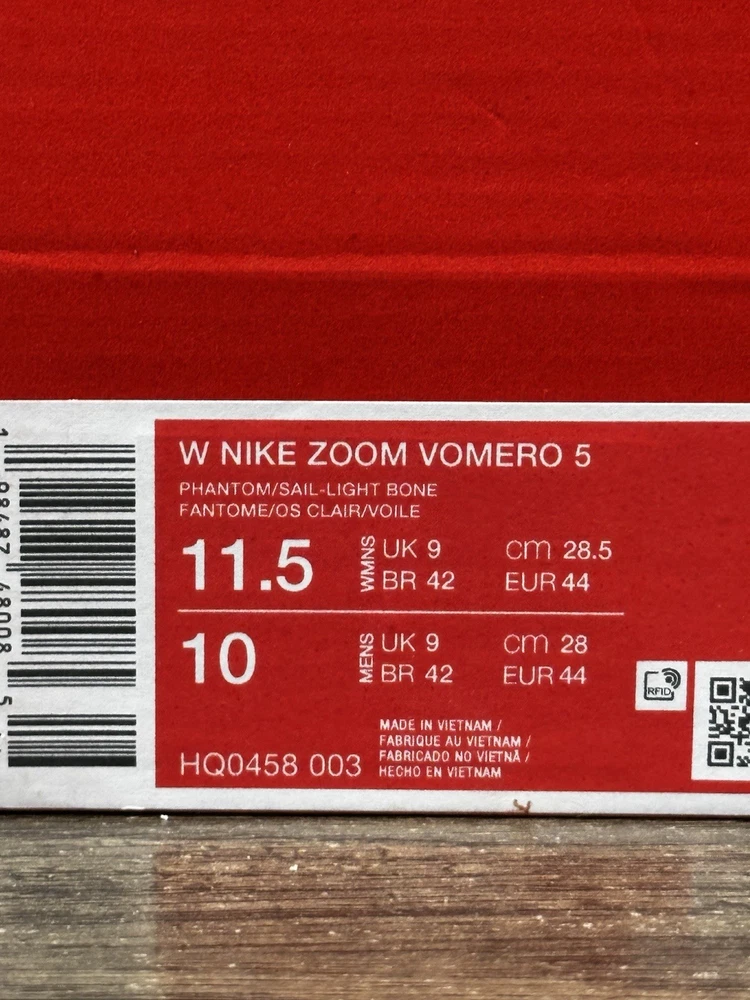 W NIKE ZOOM VOMERO 5
PHANTOM/SAIL-LIGHT BONE
FANTOME/OS CLAIR/VOILE
11.5 WMNS UK 9 cm 28.5
BR 42 EUR 44
10 MENS UK 9 cm 28
BR 42 EUR 44
RFID
HQ0458 003
MADE IN VIETNAM /
FABRIQUE AU VIETNAM /
FABRICADO NO VIETNÃ /
HECHO EN VIETNAM